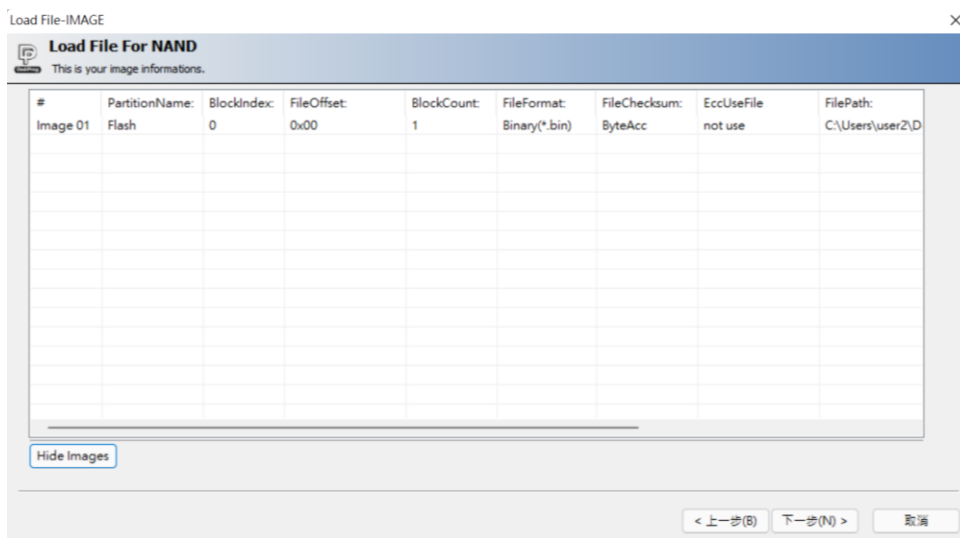 Load File-IMAGE
Load File For NAND
This is your image informations.
# PartitionName: BlockIndex: FileOffset: BlockCount: FileFormat: FileChecksum: EccUseFile FilePath:
Image 01 Flash 0 0x00 1 Binary(*.bin) ByteAcc not use C:\Users\user2\D
Hide Images
< 上一步(B) 下一步(N) > 取消